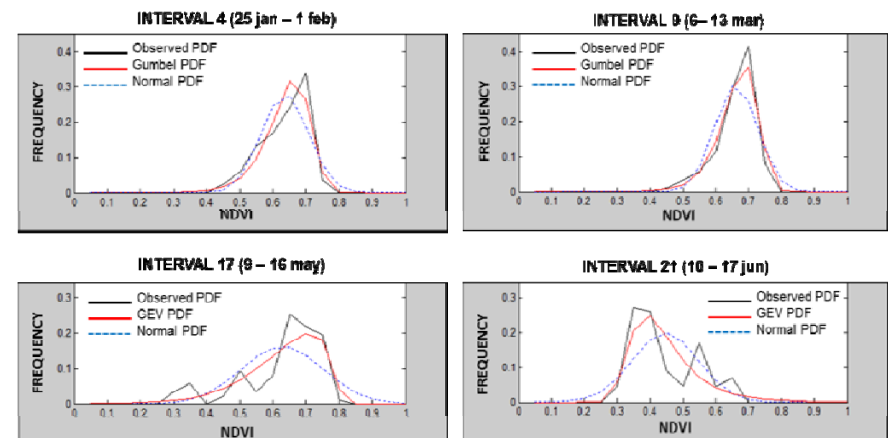 INTERVAL 4 (25 jan – 1 feb)
0.4
0.3
0.2
0.1
0
FREQUENCY
Observed PDF
Gumbel PDF
Normal PDF
0 0.1 0.2 0.3 0.4 0.5 0.6 0.7 0.8 0.9 1
NDVI
INTERVAL 9 (6– 13 mar)
0.4
0.3
0.2
0.1
0
FREQUENCY
Observed PDF
Gumbel PDF
Normal PDF
0 0.1 0.2 0.3 0.4 0.5 0.6 0.7 0.8 0.9 1
NDVI
INTERVAL 17 (9 – 16 may)
0.3
0.2
0.1
0
FREQUENCY
Observed PDF
GEV PDF
Normal PDF
0 0.1 0.2 0.3 0.4 0.5 0.6 0.7 0.8 0.9 1
NDVI
INTERVAL 21 (10 – 17 jun)
0.3
0.2
0.1
0
FREQUENCY
Observed PDF
GEV PDF
Normal PDF
0 0.1 0.2 0.3 0.4 0.5 0.6 0.7 0.8 0.9 1
NDVI